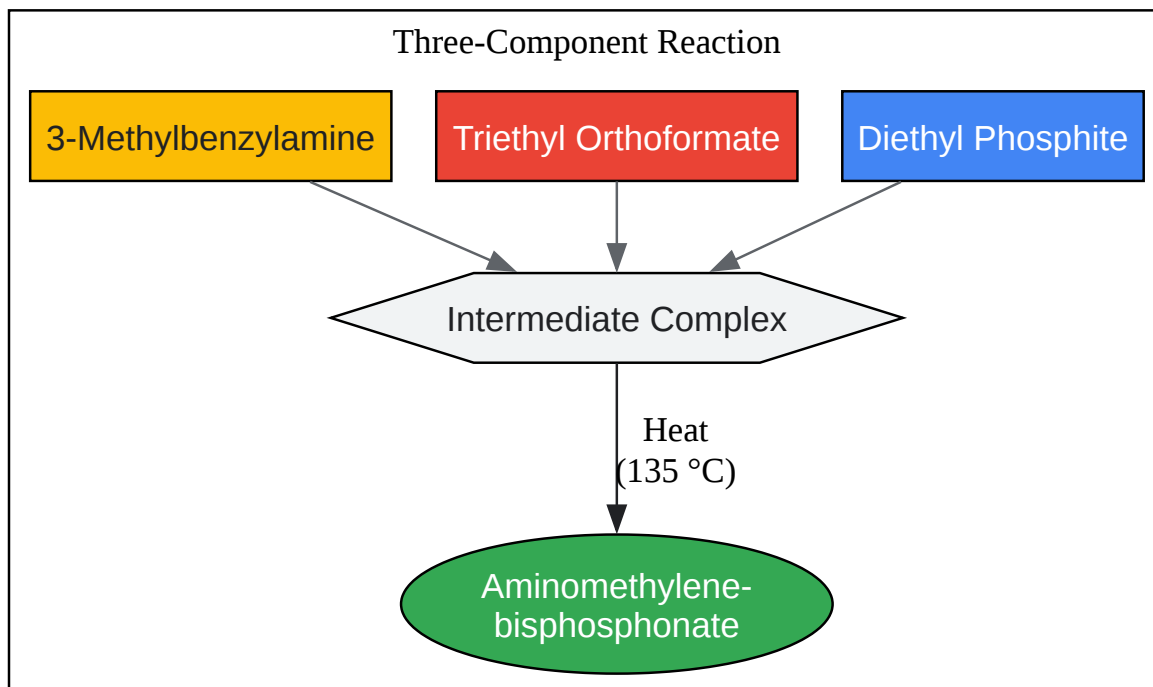 Three-Component Reaction
3-Methylbenzylamine
Triethyl Orthoformate
Diethyl Phosphite
Intermediate Complex
Heat
(135 °C)
Aminomethylene-
bisphosphonate